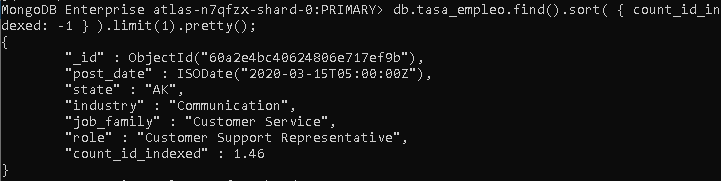 MongoDB Enterprise atlas-n7qfzx-shard-0:PRIMARY> db.tasa_empleo.find().sort( { count_id_in
dexed: -1 } ).limit(1).pretty();
{
        "_id" : ObjectId("60a2e4bc40624806e717ef9b"),
        "post_date" : ISODate("2020-03-15T05:00:00Z"),
        "state" : "AK",
        "industry" : "Communication",
        "job_family" : "Customer Service",
        "role" : "Customer Support Representative",
        "count_id_indexed" : 1.46
}